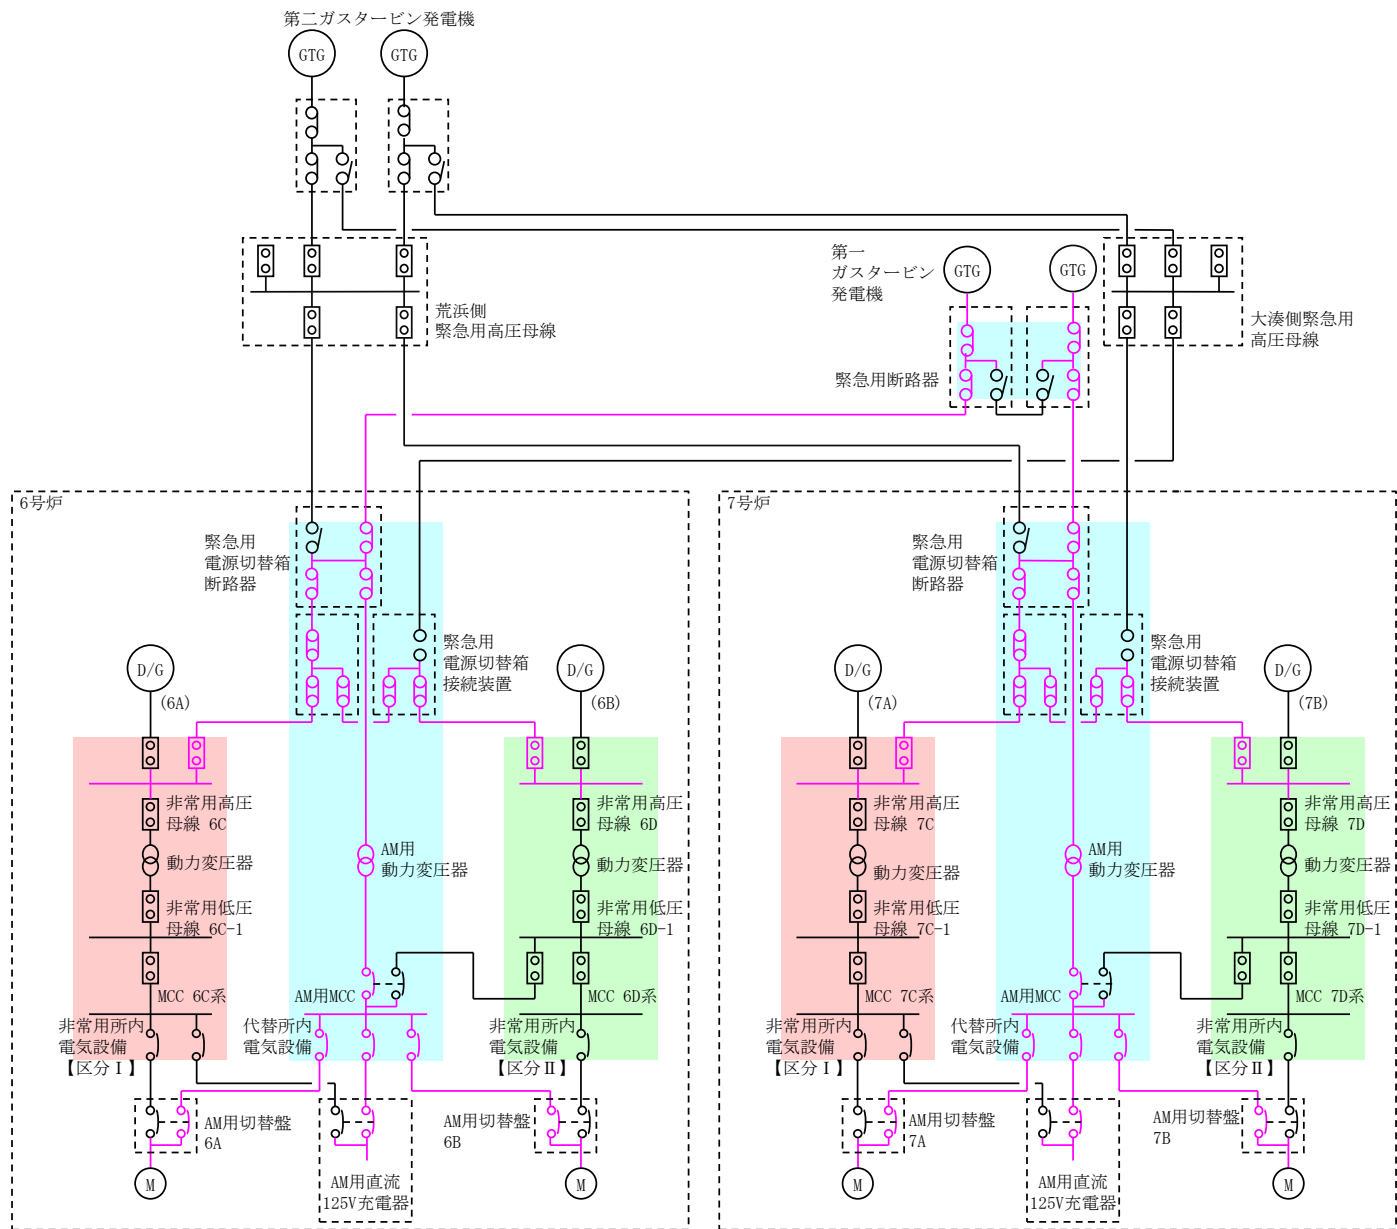 第二ガスタービン発電機
GTG
GTG
第一
ガスタービン
発電機
GTG
GTG
荒浜側
緊急用高圧母線
大湊側緊急用
高圧母線
緊急用断路器
6号炉
緊急用
電源切替箱
断路器
緊急用
電源切替箱
接続装置
D/G
(6A)
D/G
(6B)
非常用高圧
母線 6C
動力変圧器
非常用低圧
母線 6C-1
MCC 6C系
非常用所内
電気設備
【区分Ⅰ】
AM用
動力変圧器
AM用MCC
代替所内
電気設備
非常用高圧
母線 6D
動力変圧器
非常用低圧
母線 6D-1
MCC 6D系
非常用所内
電気設備
【区分Ⅱ】
AM用切替盤
6A
AM用切替盤
6B
M
AM用直流
125V充電器
M
7号炉
緊急用
電源切替箱
断路器
緊急用
電源切替箱
接続装置
D/G
(7A)
D/G
(7B)
非常用高圧
母線 7C
動力変圧器
非常用低圧
母線 7C-1
MCC 7C系
非常用所内
電気設備
【区分Ⅰ】
AM用
動力変圧器
AM用MCC
代替所内
電気設備
非常用高圧
母線 7D
動力変圧器
非常用低圧
母線 7D-1
MCC 7D系
非常用所内
電気設備
【区分Ⅱ】
AM用切替盤
7A
AM用切替盤
7B
M
AM用直流
125V充電器
M